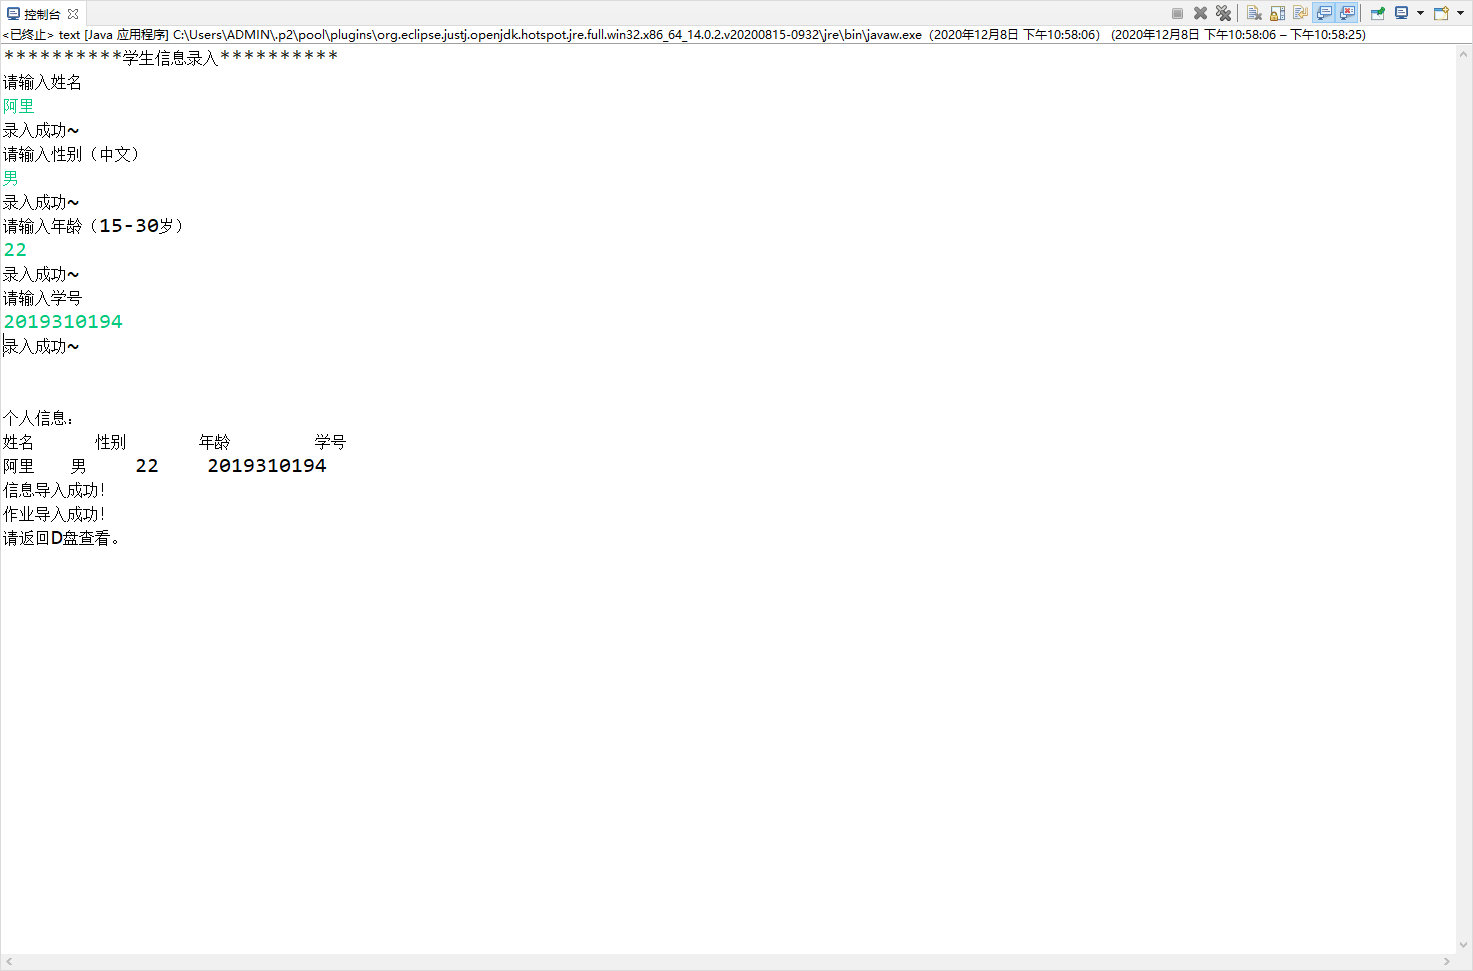 控制台
<已终止> text [Java 应用程序] C:\Users\ADMIN\.p2\pool\plugins\org.eclipse.justj.openjdk.hotspot.jre.full.win32.x86_64_14.0.2.v20200815-0932\jre\bin\javaw.exe（2020年12月8日 下午10:58:06）(2020年12月8日 下午10:58:06 – 下午10:58:25)
**********学生信息录入**********
请输入姓名
阿里
录入成功~
请输入性别（中文）
男
录入成功~
请输入年龄（15-30岁）
22
录入成功~
请输入学号
2019310194
录入成功~
个人信息：
姓名 性别 年龄 学号
阿里 男 22 2019310194
信息导入成功！
作业导入成功！
请返回D盘查看。